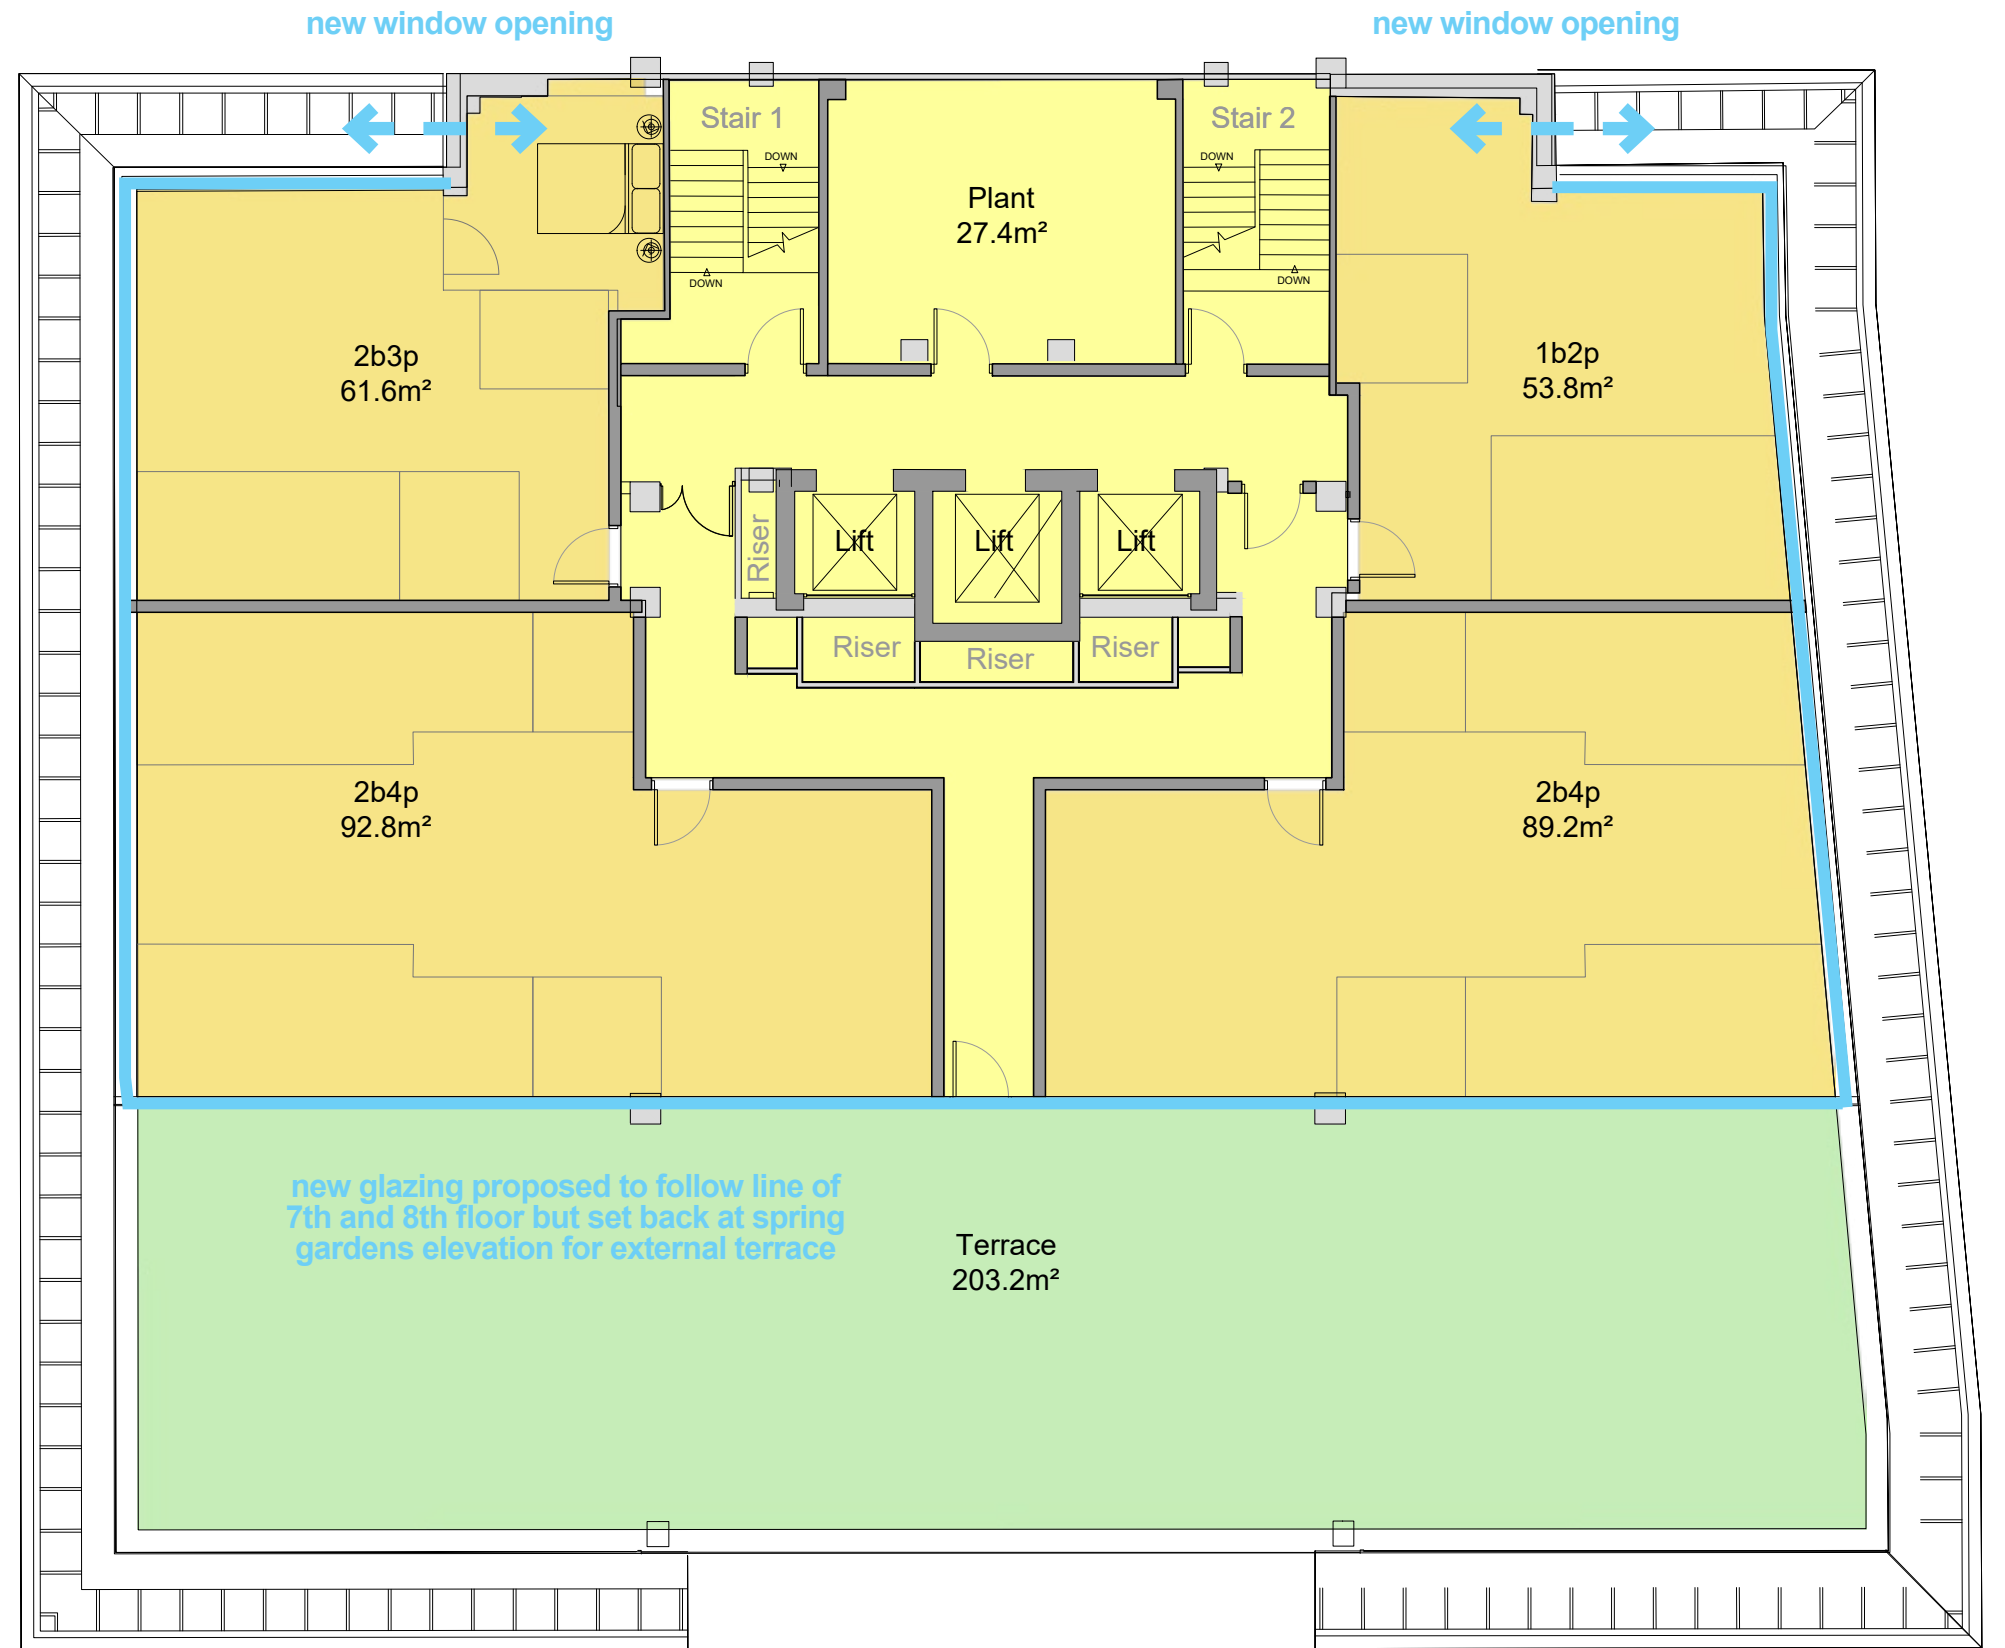 new window opening
new window opening
Stair 1
Stair 2
DOWN
DOWN
Plant
27.4m²
DOWN
DOWN
2b3p
61.6m²
1b2p
53.8m²
Riser
Lift
Lift
Lift
Riser
Riser
Riser
2b4p
92.8m²
2b4p
89.2m²
new glazing proposed to follow line of
7th and 8th floor but set back at spring
gardens elevation for external terrace
Terrace
203.2m²